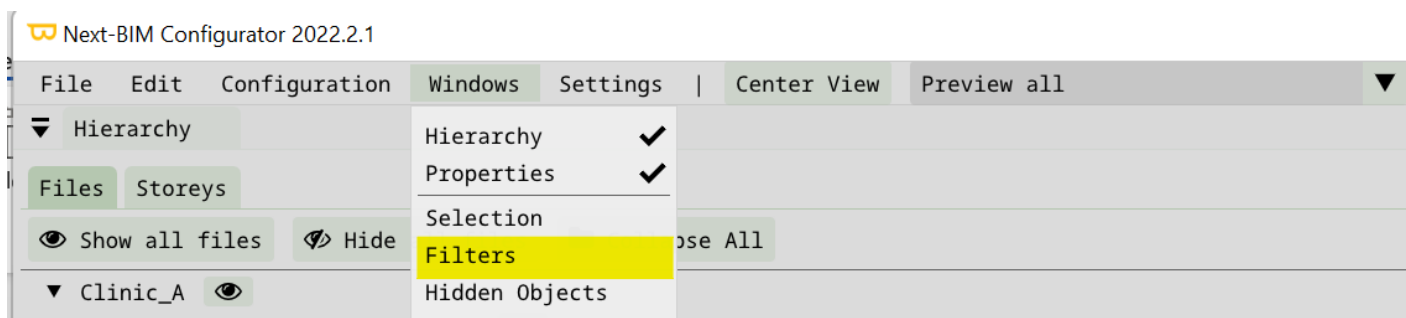 Next-BIM Configurator 2022.2.1
File Edit Configuration Windows Settings | Center View Preview all
Hierarchy
Hierarchy
Properties
Files Storeys
Selection
Show all files Hide All
Filters
Clinic_A
Hidden Objects